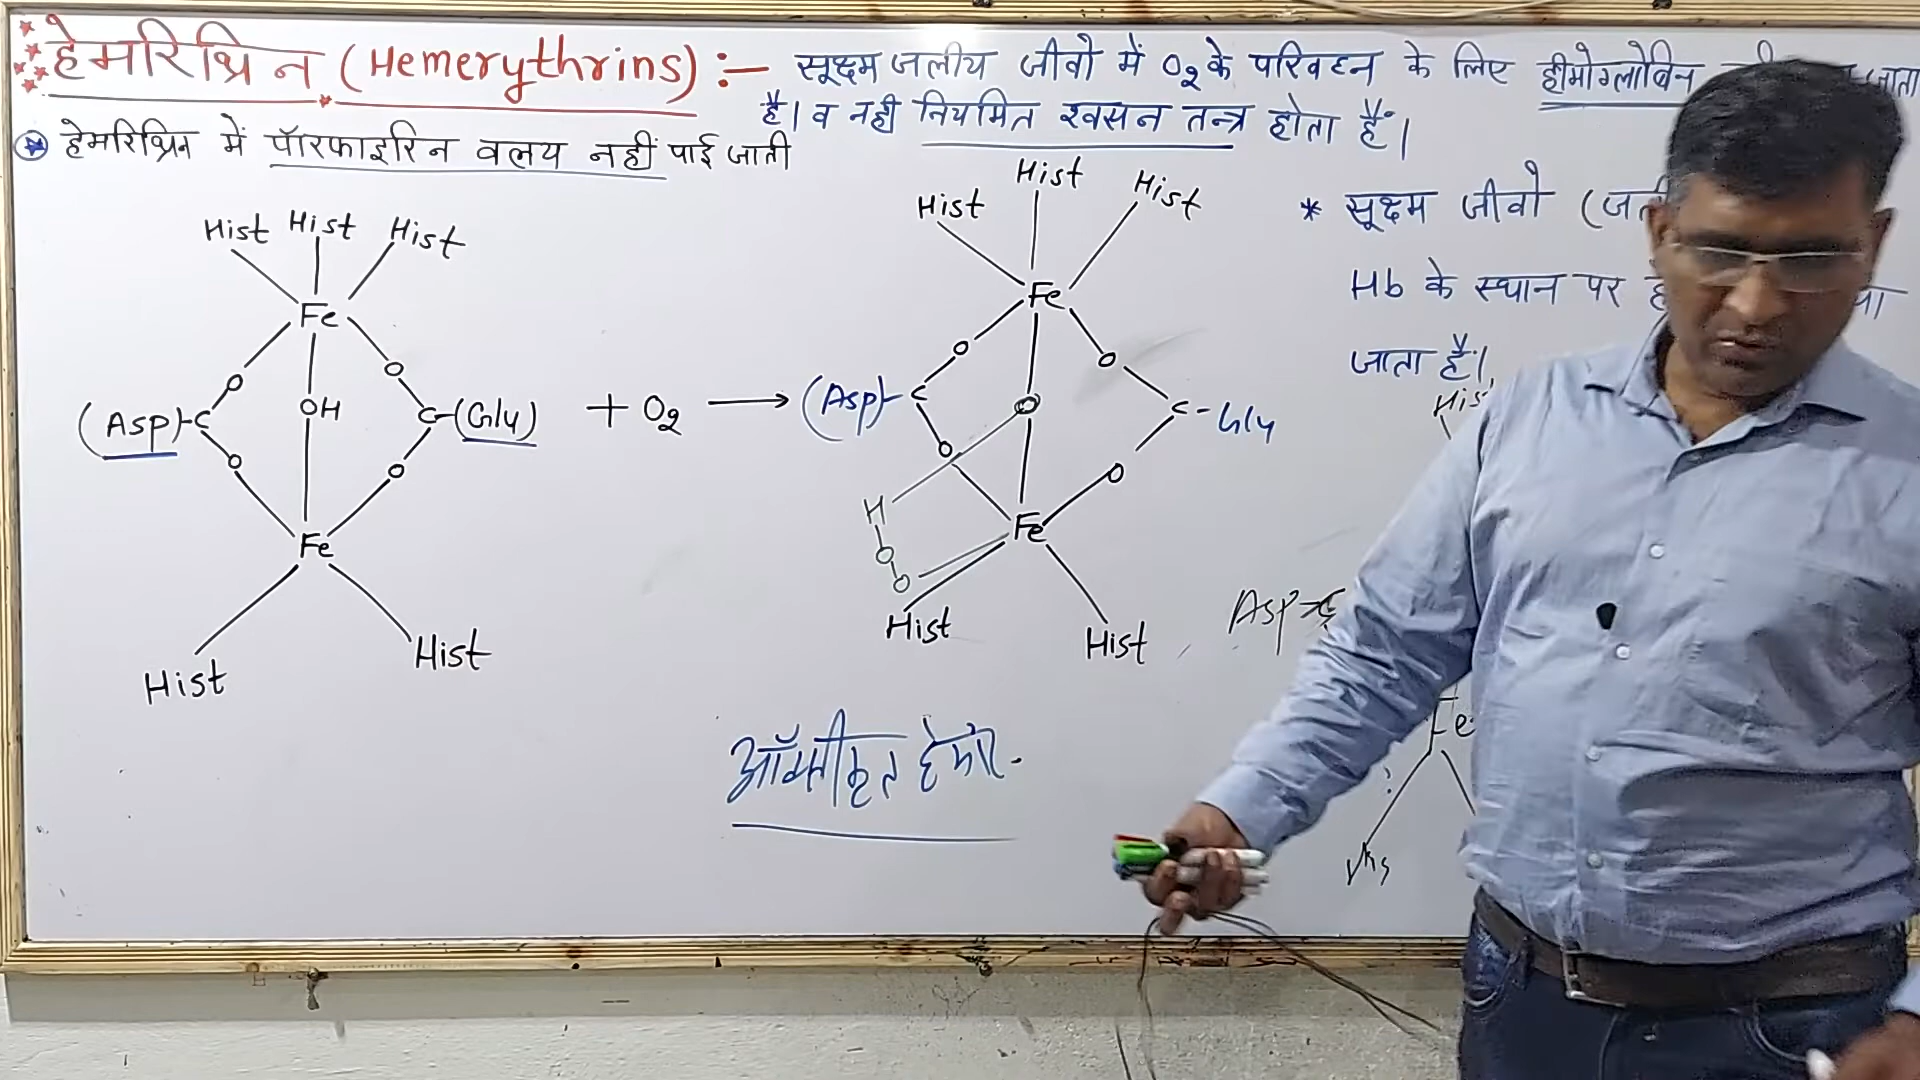 हेमरिथ्रिन (Hemerythrins) :- सूक्ष्म जलीय जीवो में O2 के परिवहन के लिए हीमोग्लोबिन जाता
है। व नही नियमित श्वसन तन्त्र होता है।
हेमरिथ्रिन में पॉरफाइरिन वलय नहीं पाई जाती
* सूक्ष्म जीवो
Hb के स्थान पर
जाता है।
Hist Hist Hist
Fe
O O
(Asp)-C OH C-(Gly)
O O
Fe
Hist Hist
+ O2 →
Hist Hist Hist
Fe
O O
(Asp)-C O C-Gly
O O
H
O
O
Fe
Hist Hist
Asp
Fe
ऑक्सीकृत